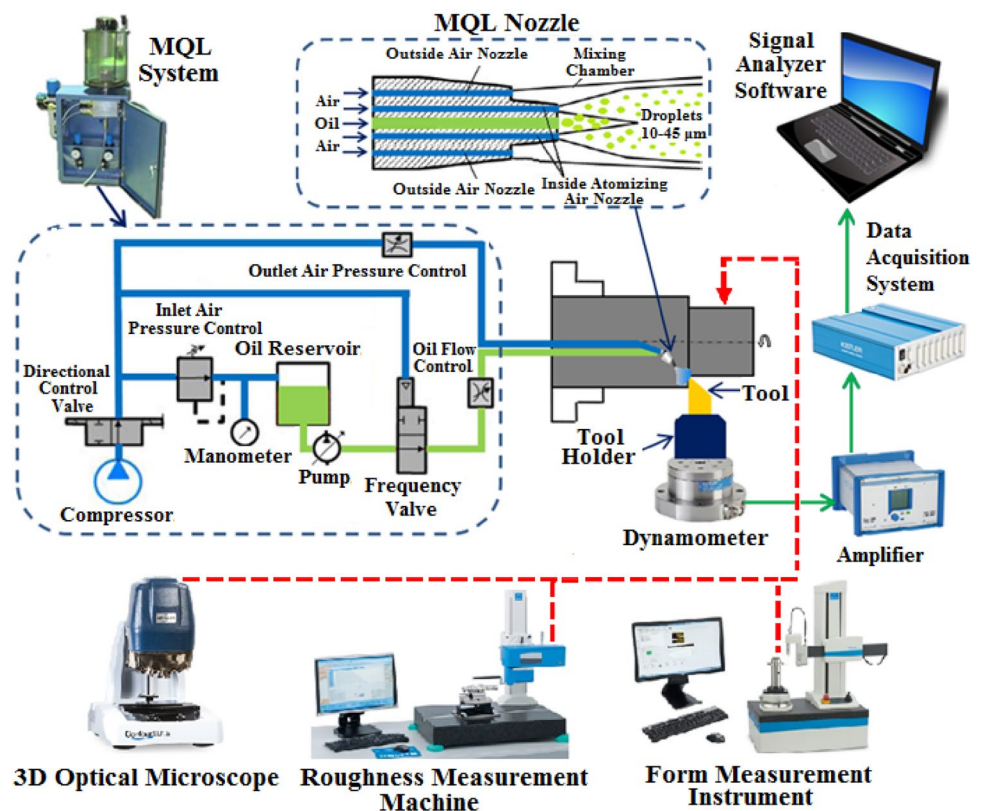 MQL
System
MQL Nozzle
Outside Air Nozzle
Mixing
Chamber
Air
Oil
Air
Droplets
10-45 µm
Outside Air Nozzle
Inside Atomizing
Air Nozzle
Signal
Analyzer
Software
Outlet Air Pressure Control
Inlet Air
Pressure Control
Oil Reservoir
Oil Flow
Control
Directional
Control
Valve
Manometer
Pump
Frequency
Valve
Compressor
Tool
Tool
Holder
Dynamometer
Data
Acquisition
System
KISTLER
Amplifier
3D Optical Microscope
Roughness Measurement
Machine
Form Measurement
Instrument